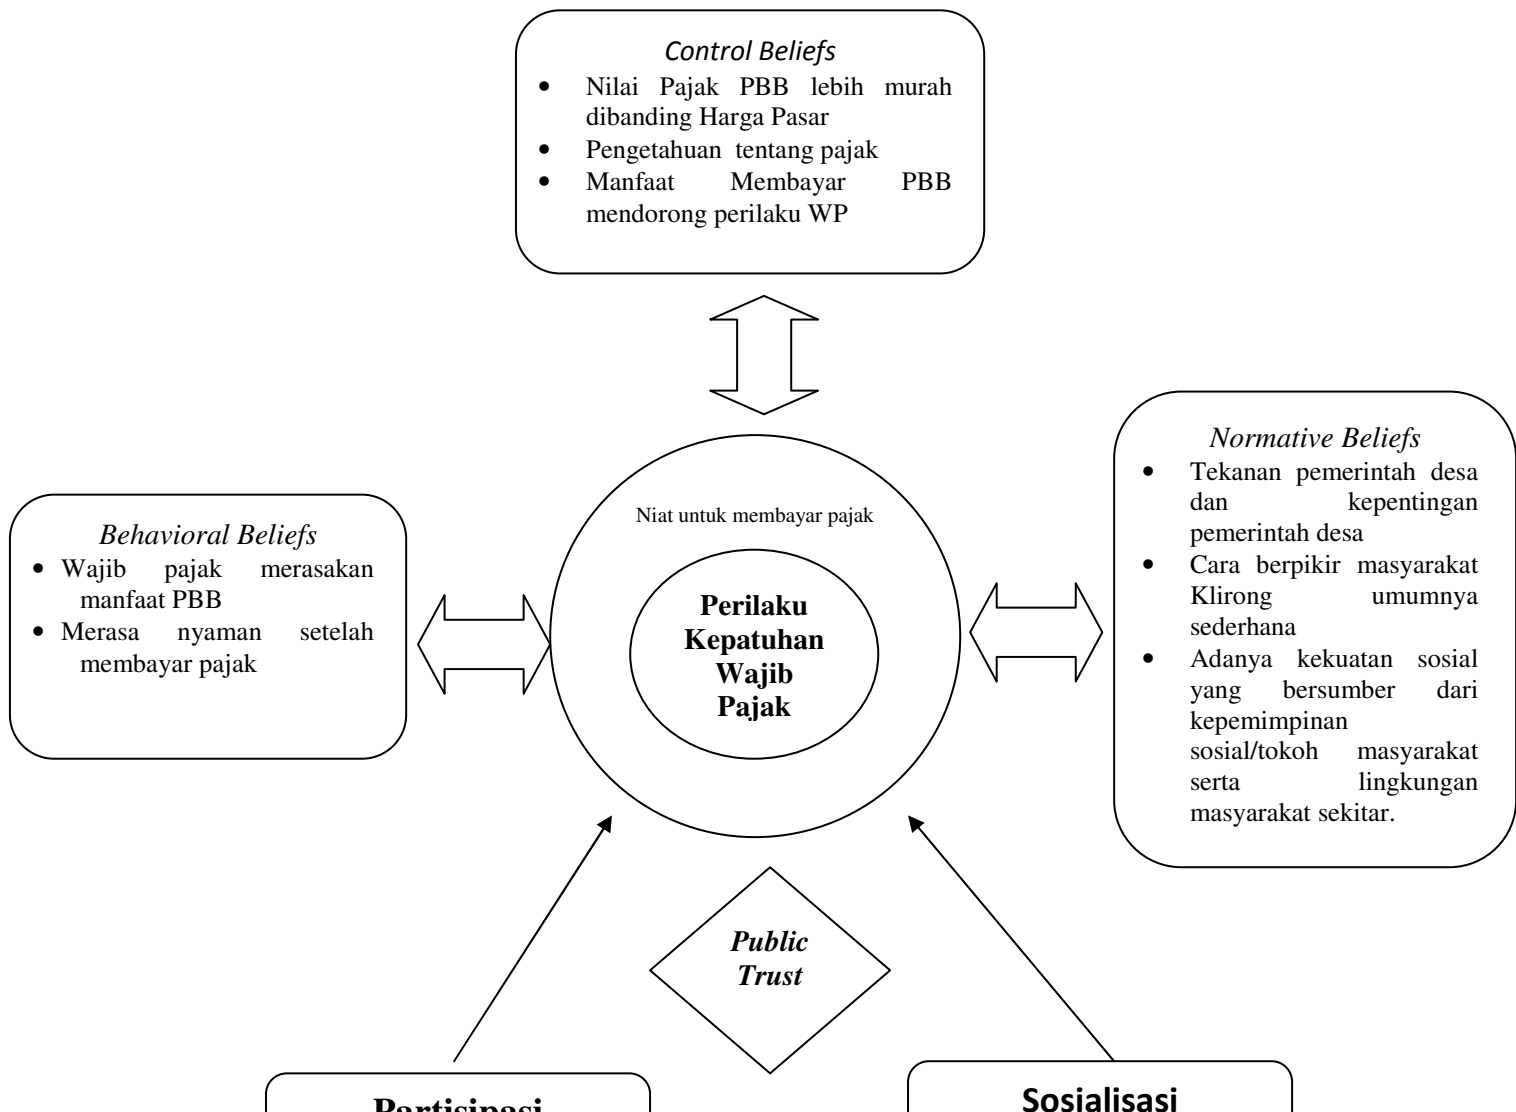 Control Beliefs
• Nilai Pajak PBB lebih murah
dibanding Harga Pasar
• Pengetahuan tentang pajak
• Manfaat Membayar PBB
mendorong perilaku WP
Behavioral Beliefs
• Wajib pajak merasakan
manfaat PBB
• Merasa nyaman setelah
membayar pajak
Niat untuk membayar pajak
Perilaku
Kepatuhan
Wajib
Pajak
Normative Beliefs
• Tekanan pemerintah desa
dan kepentingan
pemerintah desa
• Cara berpikir masyarakat
Klirong umumnya
sederhana
• Adanya kekuatan sosial
yang bersumber dari
kepemimpinan
sosial/tokoh masyarakat
serta lingkungan
masyarakat sekitar.
Public
Trust
Partisipasi
Sosialisasi